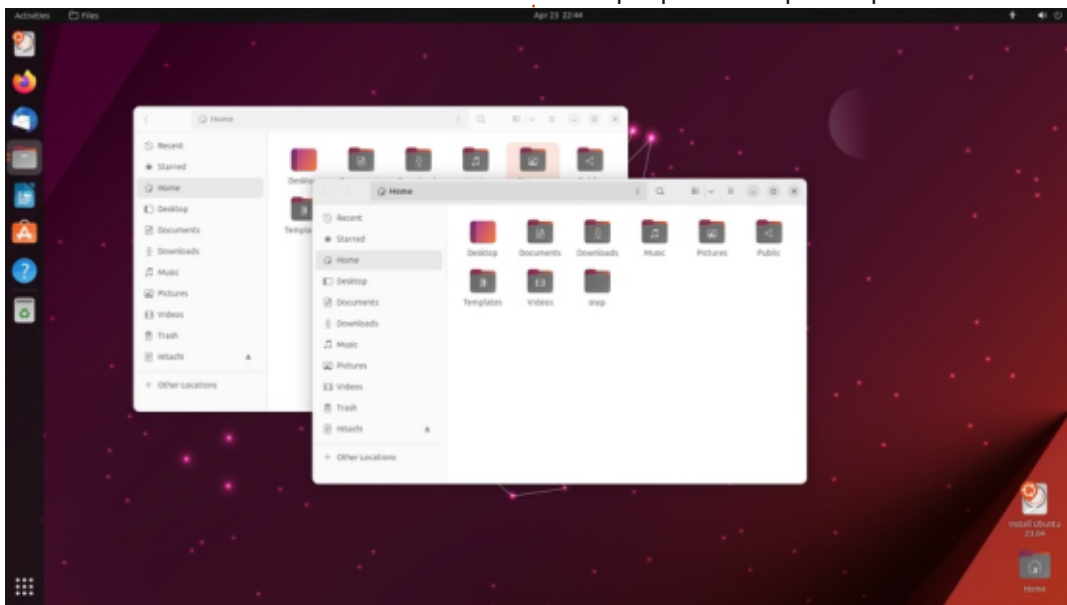 Activities Files Apr 23 22:44
Home
Recent
Starred
Home
Desktop
Documents
Downloads
Music
Pictures
Videos
Trash
Hitachi
Other Locations
Home
Recent
Starred
Home
Desktop
Documents
Downloads
Music
Pictures
Videos
Trash
Hitachi
Other Locations
Desktop Documents Downloads Music Pictures Public
Templates Videos snap
Install Ubuntu
23.04
Home